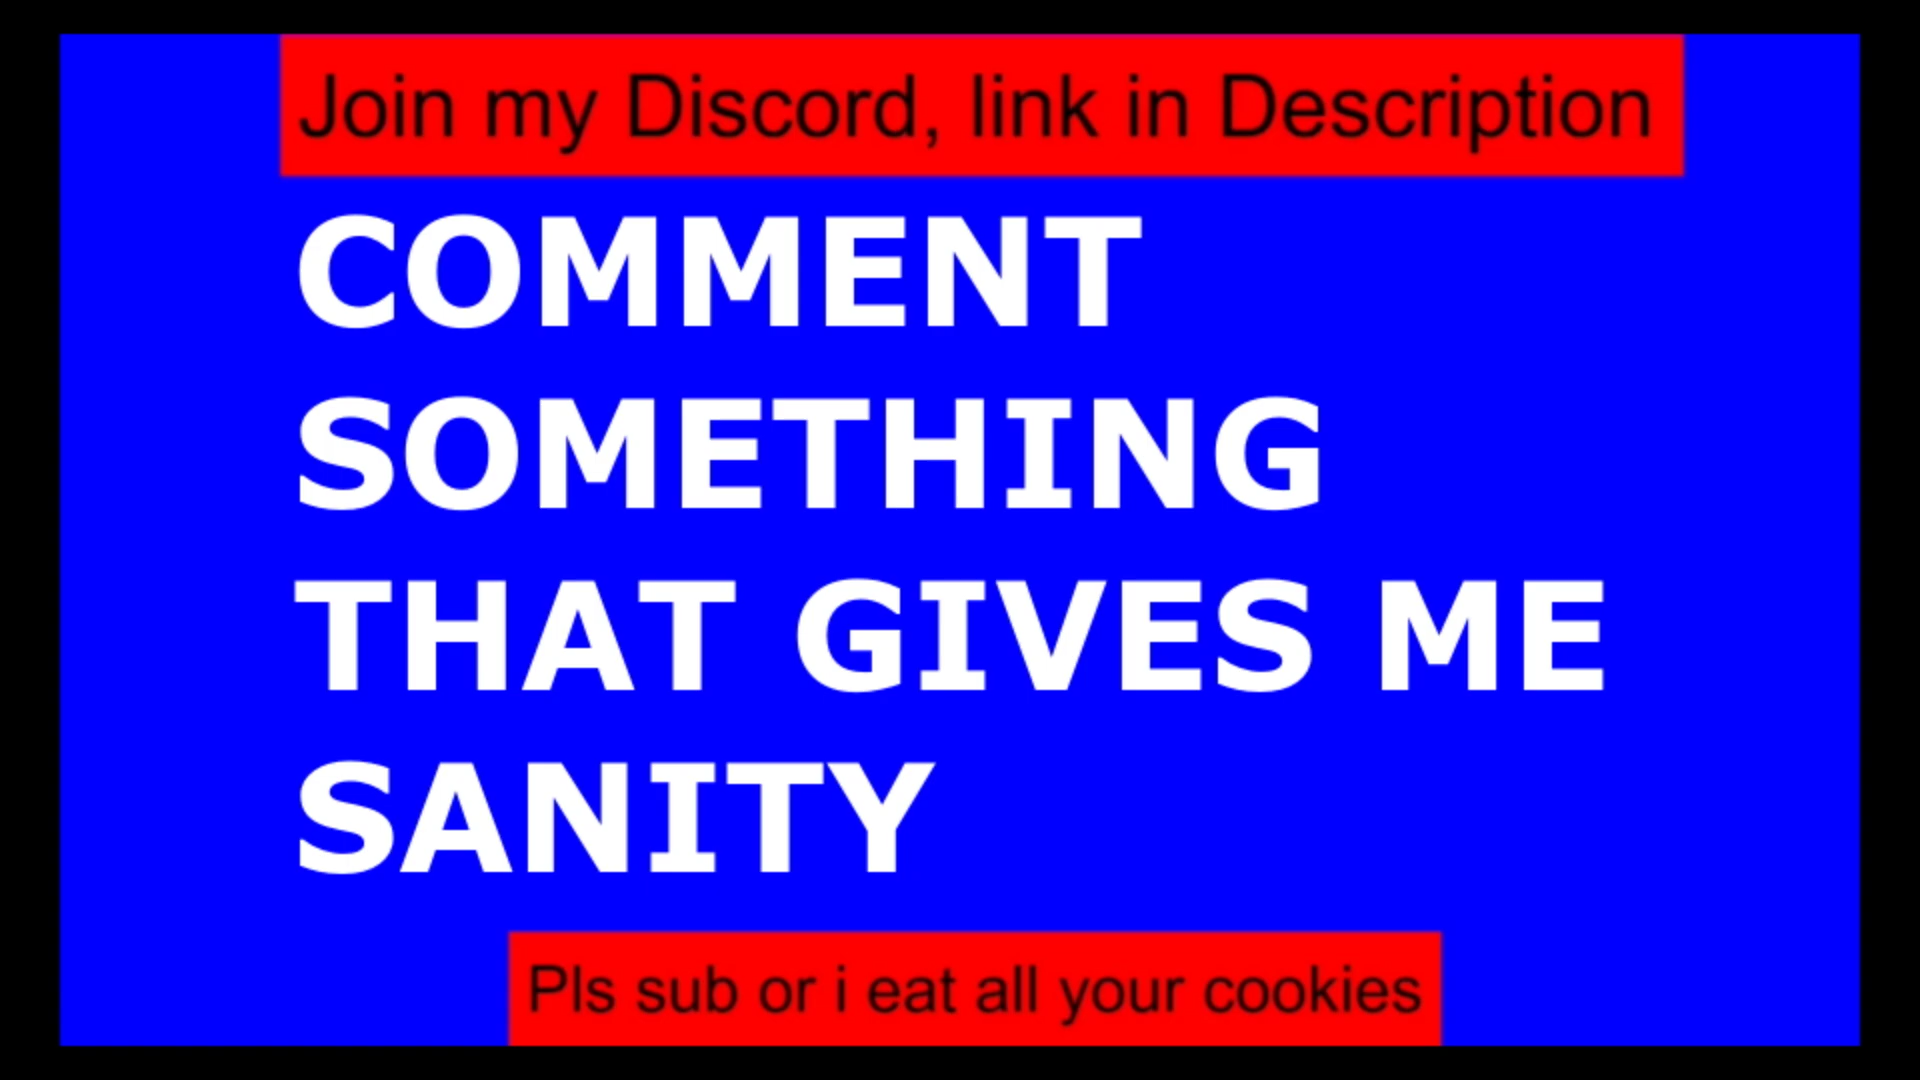 Join my Discord, link in Description
COMMENT
SOMETHING
THAT GIVES ME
SANITY
Pls sub or i eat all your cookies